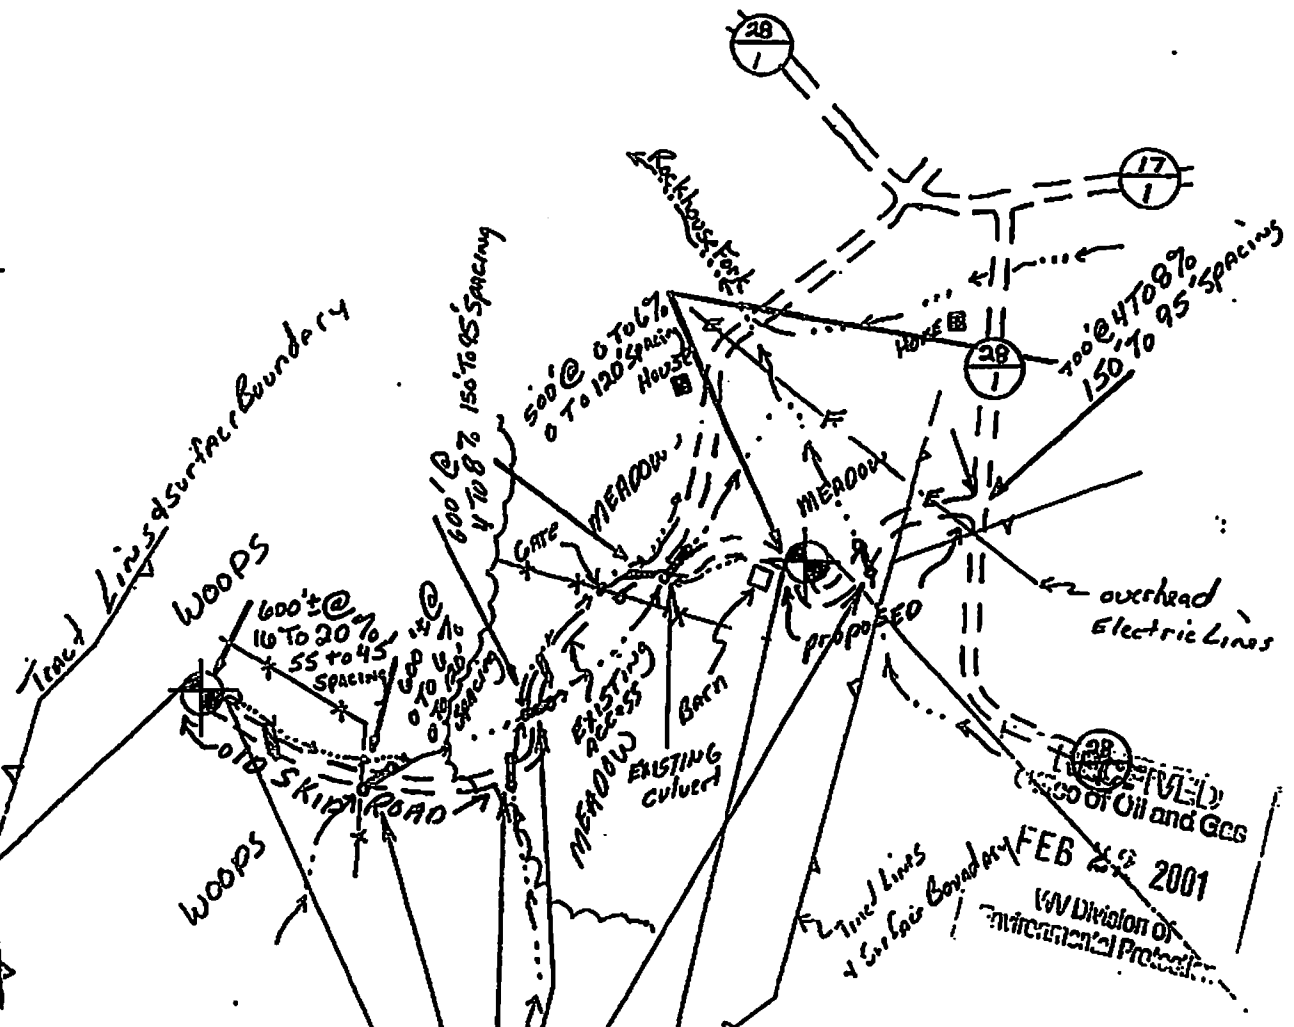 28
1
17
1
Rockhouse Fork
28
1
House
House
500'@ 0 TO 6%
0 TO 120' Spacing
700'@ 4 TO 8%
150' TO 95' SPACING
600'@
4 TO 8% 150' TO 95' SPACING
Tract Lines & Surface Boundary
WOODS
600'±@
16 TO 20%
55 to 45
SPACING
GATE
MEADOW
MEADOW
PROPOSED
Barn
EXISTING
ACCESS
MEADOW
EXISTING
Culvert
overhead
Electric Lines
OLD SKID ROAD
WOODS
Lines
& Surface Boundary
28
RECEIVED
Office of Oil and Gas
FEB 2001
WV Division of
Environmental Protection